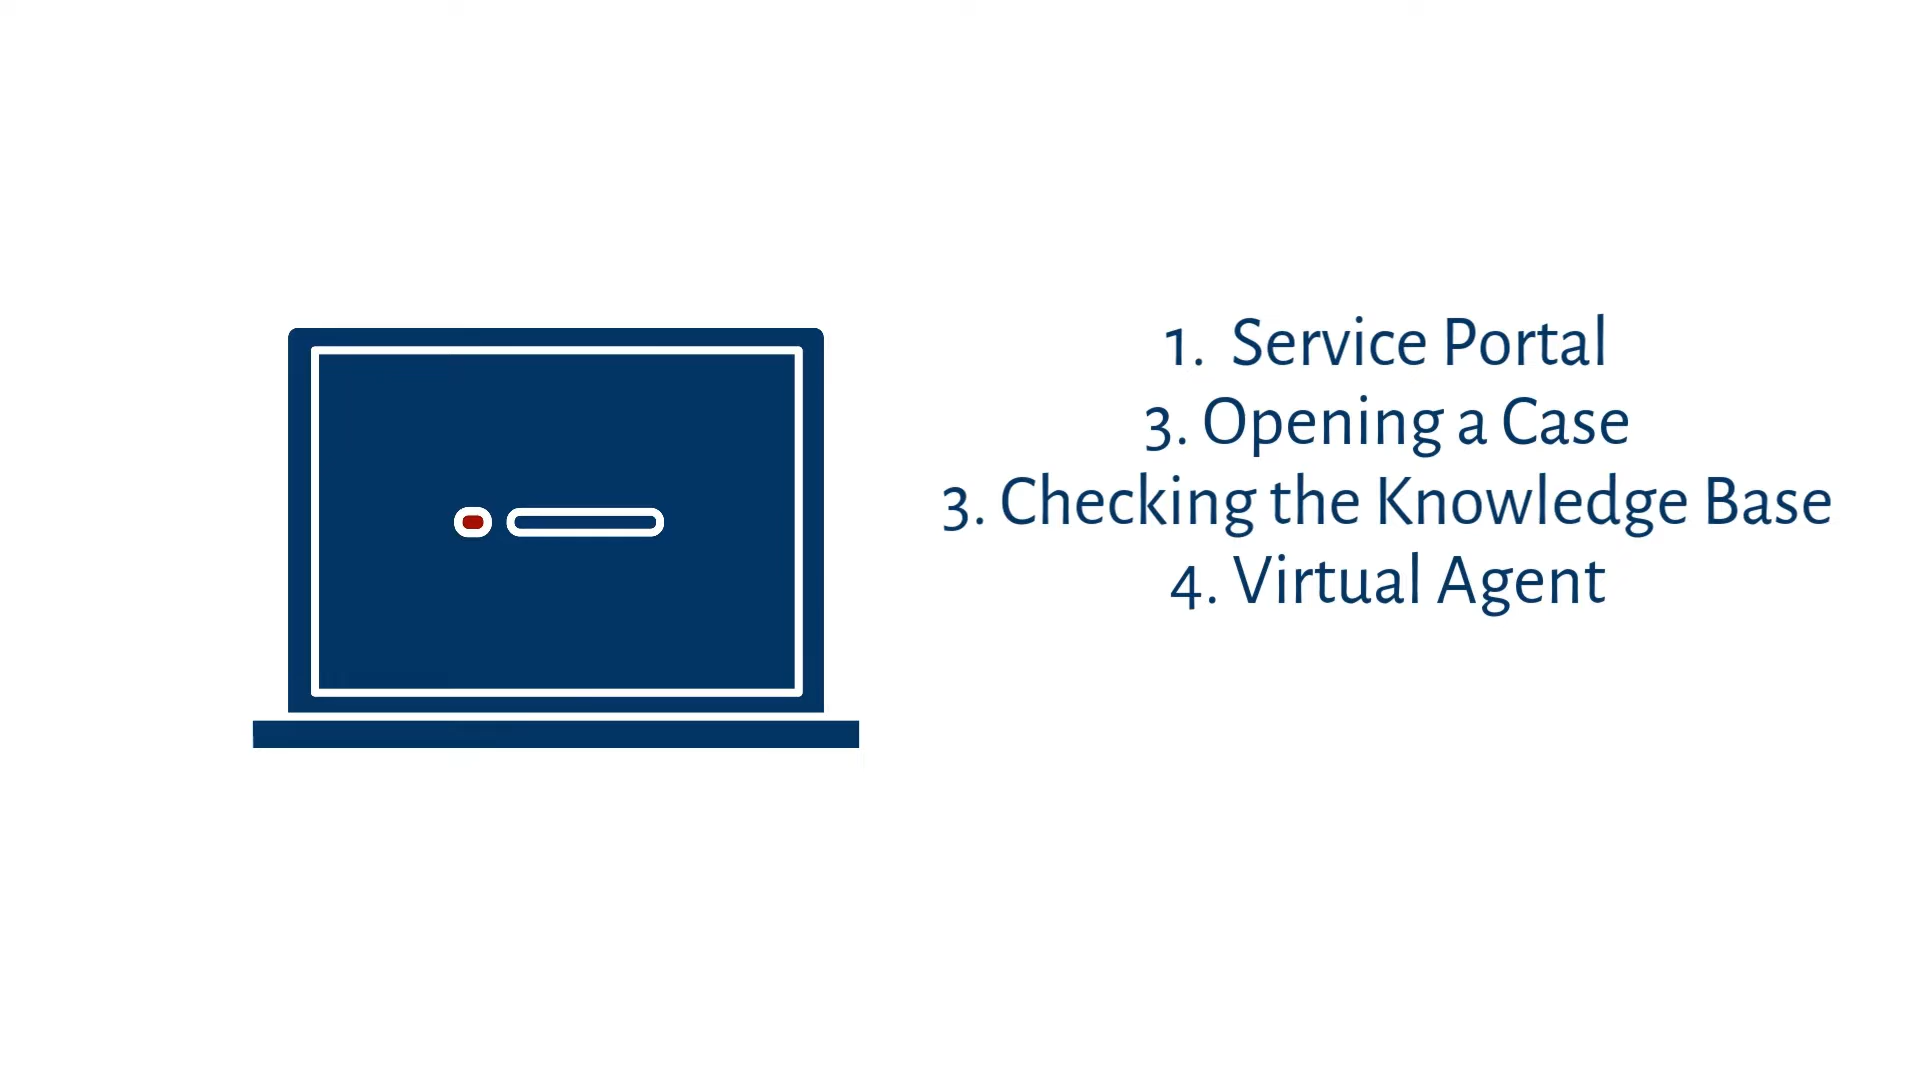 1. Service Portal
3. Opening a Case
3. Checking the Knowledge Base
4. Virtual Agent